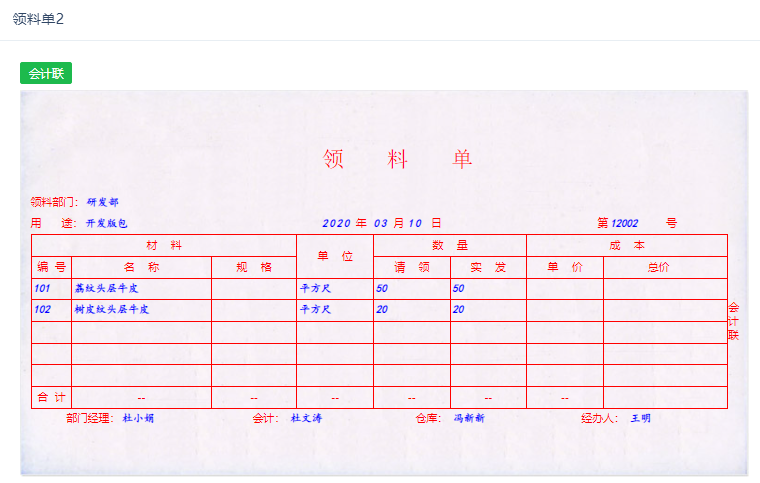 领料单2
会计联
领 料 单
领料部门: 研发部
用 途: 开发版包 2020 年 03 月 10 日 第 12002 号
材 料 单 位 数 量 成 本
编 号 名 称 规 格 请 领 实 发 单 价 总价
101 荔纹头层牛皮 平方尺 50 50
102 树皮纹头层牛皮 平方尺 20 20
会计联
合 计 -- -- -- -- -- --
部门经理: 杜小娟 会计: 杜文涛 仓库: 冯新新 经办人: 王明